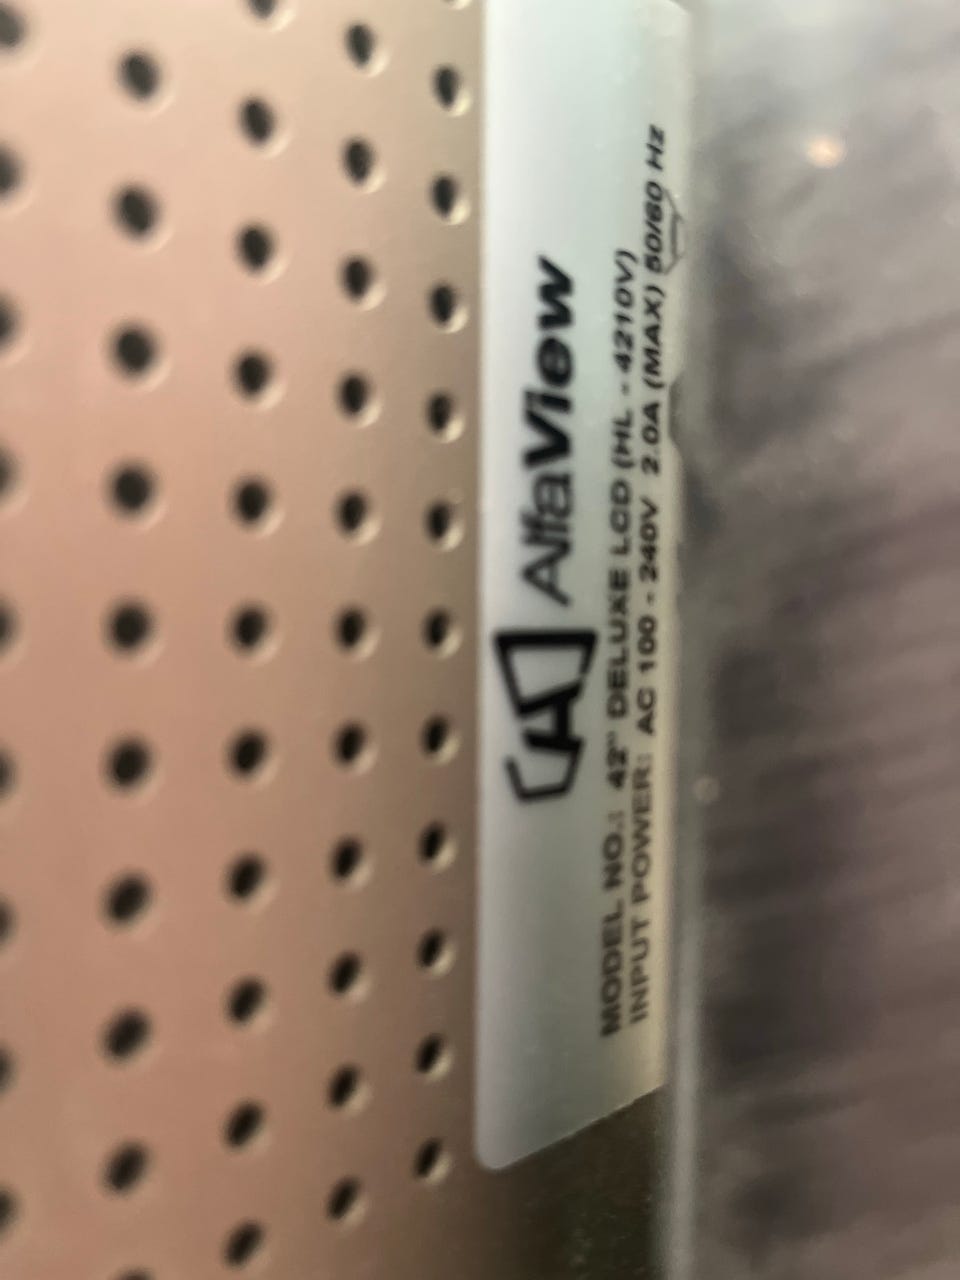 [A] AlfaView
MODEL NO.: 42" DELUXE LCD (HL - 4210V)
INPUT POWER: AC 100 - 240V 2.0A (MAX) 50/60 Hz